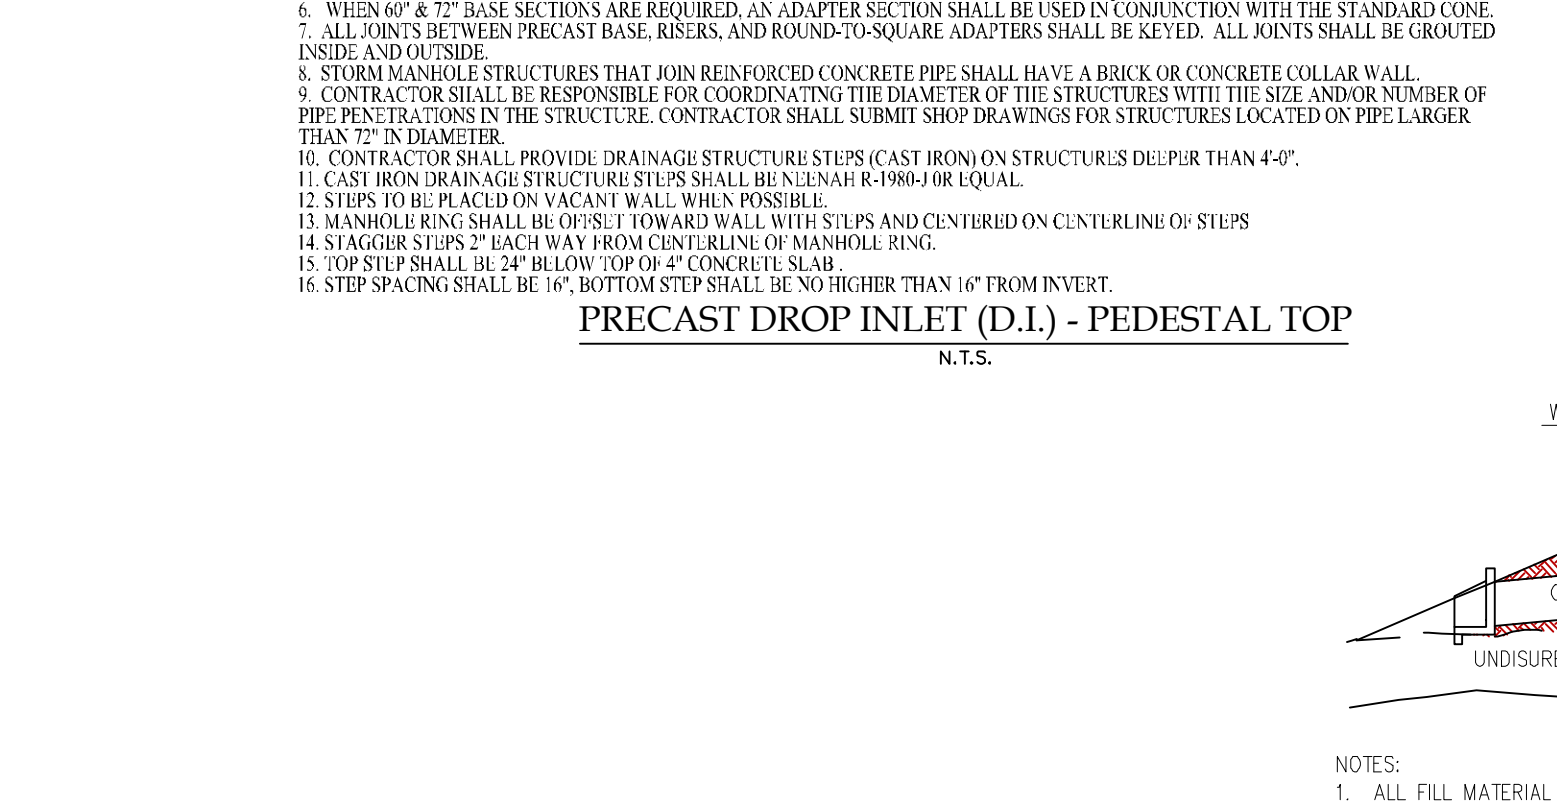 6. WHEN 60" & 72" BASE SECTIONS ARE REQUIRED, AN ADAPTER SECTION SHALL BE USED IN CONJUNCTION WITH THE STANDARD CONE.
7. ALL JOINTS BETWEEN PRECAST BASE, RISERS, AND ROUND-TO-SQUARE ADAPTERS SHALL BE KEYED. ALL JOINTS SHALL BE GROUTED
INSIDE AND OUTSIDE.
8. STORM MANHOLE STRUCTURES THAT JOIN REINFORCED CONCRETE PIPE SHALL HAVE A BRICK OR CONCRETE COLLAR WALL.
9. CONTRACTOR SHALL BE RESPONSIBLE FOR COORDINATING THE DIAMETER OF THE STRUCTURES WITH THE SIZE AND/OR NUMBER OF
PIPE PENETRATIONS IN THE STRUCTURE. CONTRACTOR SHALL SUBMIT SHOP DRAWINGS FOR STRUCTURES LOCATED ON PIPE LARGER
THAN 72" IN DIAMETER.
10. CONTRACTOR SHALL PROVIDE DRAINAGE STRUCTURE STEPS (CAST IRON) ON STRUCTURES DEEPER THAN 4'-0".
11. CAST IRON DRAINAGE STRUCTURE STEPS SHALL BE NEENAH R-1980-J 0R EQUAL.
12. STEPS TO BE PLACED ON VACANT WALL WHEN POSSIBLE.
13. MANHOLE RING SHALL BE OFFSET TOWARD WALL WITH STEPS AND CENTERED ON CENTERLINE OF STEPS
14. STAGGER STEPS 2" EACH WAY FROM CENTERLINE OF MANHOLE RING.
15. TOP STEP SHALL BE 24" BELOW TOP OF 4" CONCRETE SLAB .
16. STEP SPACING SHALL BE 16", BOTTOM STEP SHALL BE NO HIGHER THAN 16" FROM INVERT.
PRECAST DROP INLET (D.I.) - PEDESTAL TOP
N.T.S.
UNDISURE
NOTES:
1. ALL FILL MATERIAL